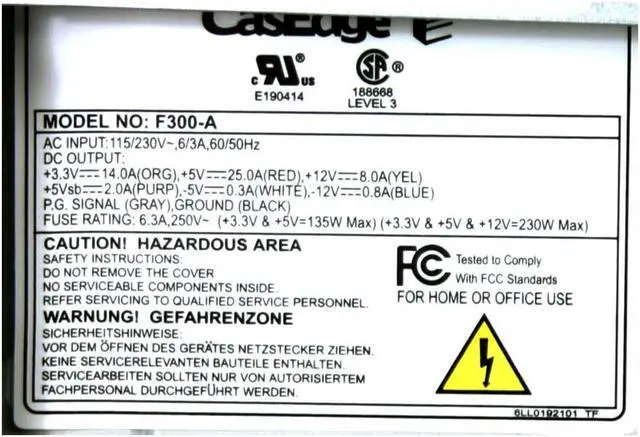 CasEdge E
c RU ® US
SA ®
E190414
188668
LEVEL 3
MODEL NO: F300-A
AC INPUT:115/230V~,6/3A,60/50Hz
DC OUTPUT:
+3.3V⎓14.0A(ORG),+5V⎓25.0A(RED),+12V⎓8.0A(YEL)
+5Vsb⎓2.0A(PURP),-5V⎓0.3A(WHITE),-12V⎓0.8A(BLUE)
P.G. SIGNAL (GRAY),GROUND (BLACK)
FUSE RATING: 6.3A,250V~ (+3.3V & +5V=135W Max) (+3.3V & +5V & +12V=230W Max)
CAUTION! HAZARDOUS AREA
SAFETY INSTRUCTIONS:
DO NOT REMOVE THE COVER
NO SERVICEABLE COMPONENTS INSIDE.
REFER SERVICING TO QUALIFIED SERVICE PERSONNEL.
WARNUNG! GEFAHRENZONE
SICHERHEITSHINWEISE:
VOR DEM ÖFFNEN DES GERÄTES NETZSTECKER ZIEHEN.
KEINE SERVICERELEVANTEN BAUTEILE ENTHALTEN.
SERVICEARBEITEN SOLLTEN NUR VON AUTORISIERTEM
FACHPERSONAL DURCHGEFÜHRT WERDEN.
FC Tested to Comply
With FCC Standards
FOR HOME OR OFFICE USE
6LL0192101 TF